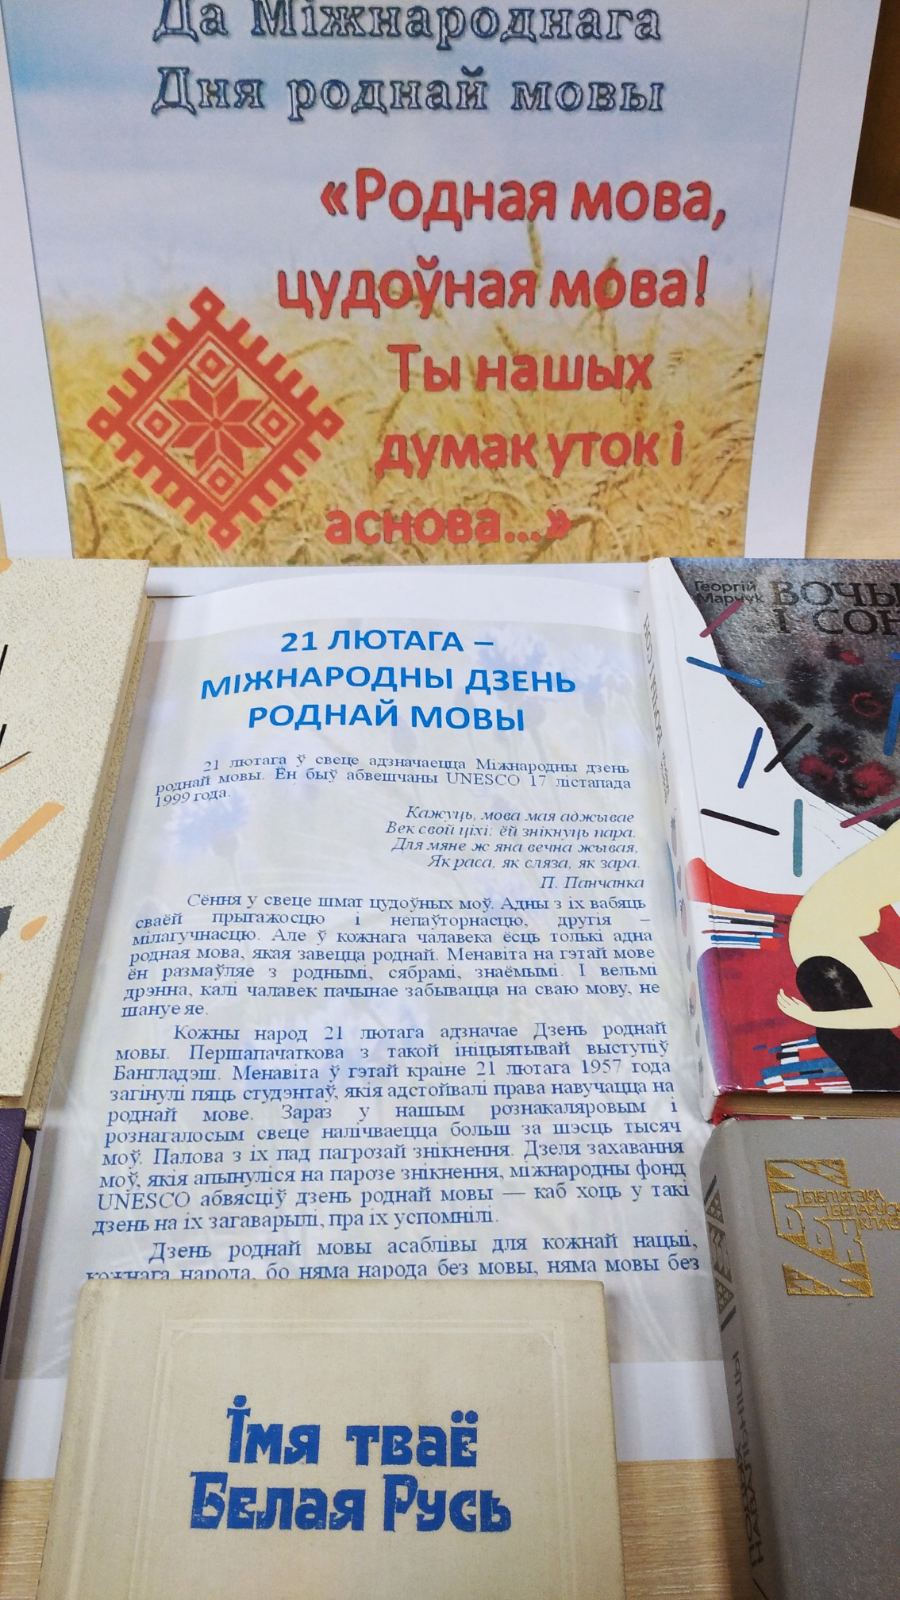 Да Міжнароднага
Дня роднай мовы
«Родная мова,
цудоўная мова!
Ты нашых
думак уток і
аснова...»
21 ЛЮТАГА –
МІЖНАРОДНЫ ДЗЕНЬ
РОДНАЙ МОВЫ
21 лютага ў свеце адзначаецца Міжнародны дзень
роднай мовы. Ён быў абвешчаны UNESCO 17 лістапада
1999 года.
Кажуць, мова мая аджывае
Век свой ціхі: ёй знікнуць пара.
Для мяне ж яна вечна жывая,
Як раса, як сляза, як зара.
П. Панчанка
Сёння у свеце шмат цудоўных моў. Адны з іх вабяць
сваёй прыгажосцю і непаўторнасцю, другія –
мілагучнасцю. Але ў кожнага чалавека ёсць толькі адна
родная мова, якая завецца роднай. Менавіта на гэтай мове
ён размаўляе з роднымі, сябрамі, знаёмымі. І вельмі
дрэнна, калі чалавек пачынае забывацца на сваю мову, не
шануе яе.
Кожны народ 21 лютага адзначае Дзень роднай
мовы. Першапачаткова з такой ініцыятывай выступіў
Бангладэш. Менавіта ў гэтай краіне 21 лютага 1957 года
загінулі пяць студэнтаў, якія адстойвалі права навучацца на
роднай мове. Зараз у нашым рознакаляровым і
рознагалосым свеце налічваецца больш за шэсць тысяч
моў. Палова з іх пад пагрозай знікнення. Дзеля захавання
моў, якія апынуліся на парозе знікнення, міжнародны фонд
UNESCO абвясціў дзень роднай мовы — каб хоць у такі
дзень на іх загаварылі, пра іх успомнілі.
Дзень роднай мовы асаблівы для кожнай нацыі,
кожнага народа, бо няма народа без мовы, няма мовы без
Георгій
Марчук
ВОЧЫ
І СОН
БІБЛІЯТЭКА
БЕЛАРУСК
КЛАС
Імя тваё
Белая Русь